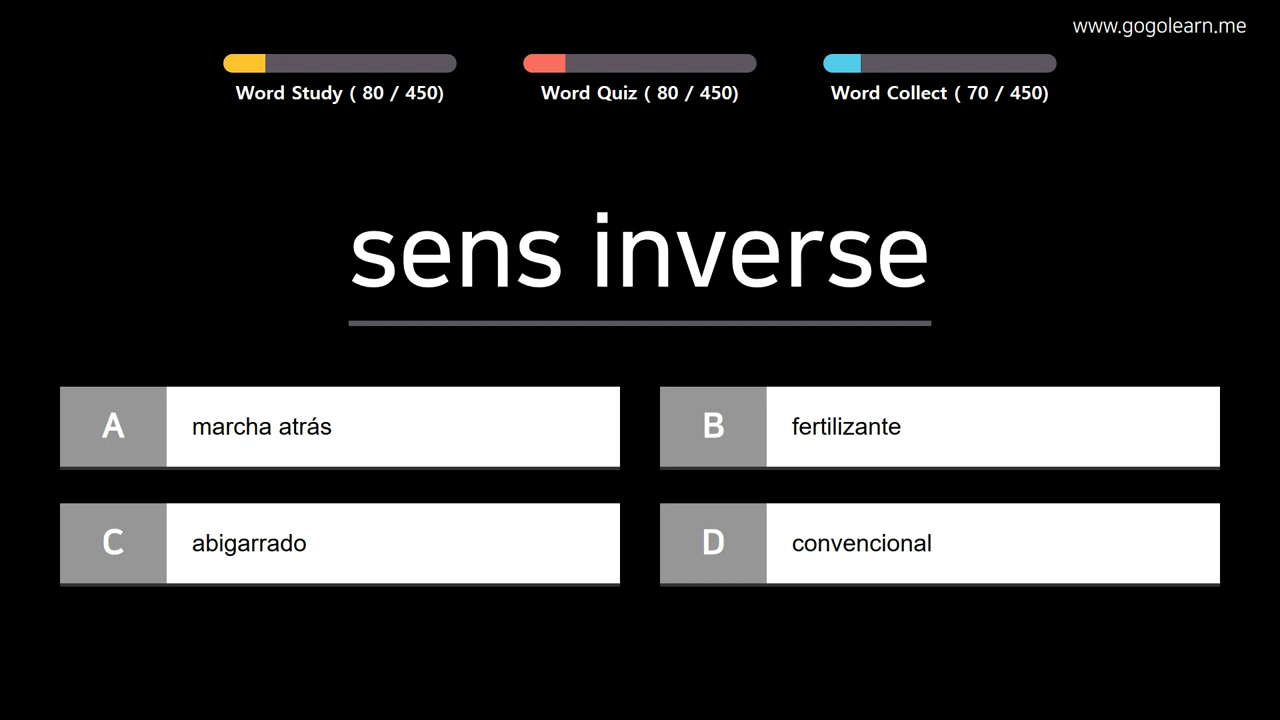 www.gogolearn.me
Word Study ( 80 / 450)
Word Quiz ( 80 / 450)
Word Collect ( 70 / 450)
sens inverse
A marcha atrás
B fertilizante
C abigarrado
D convencional